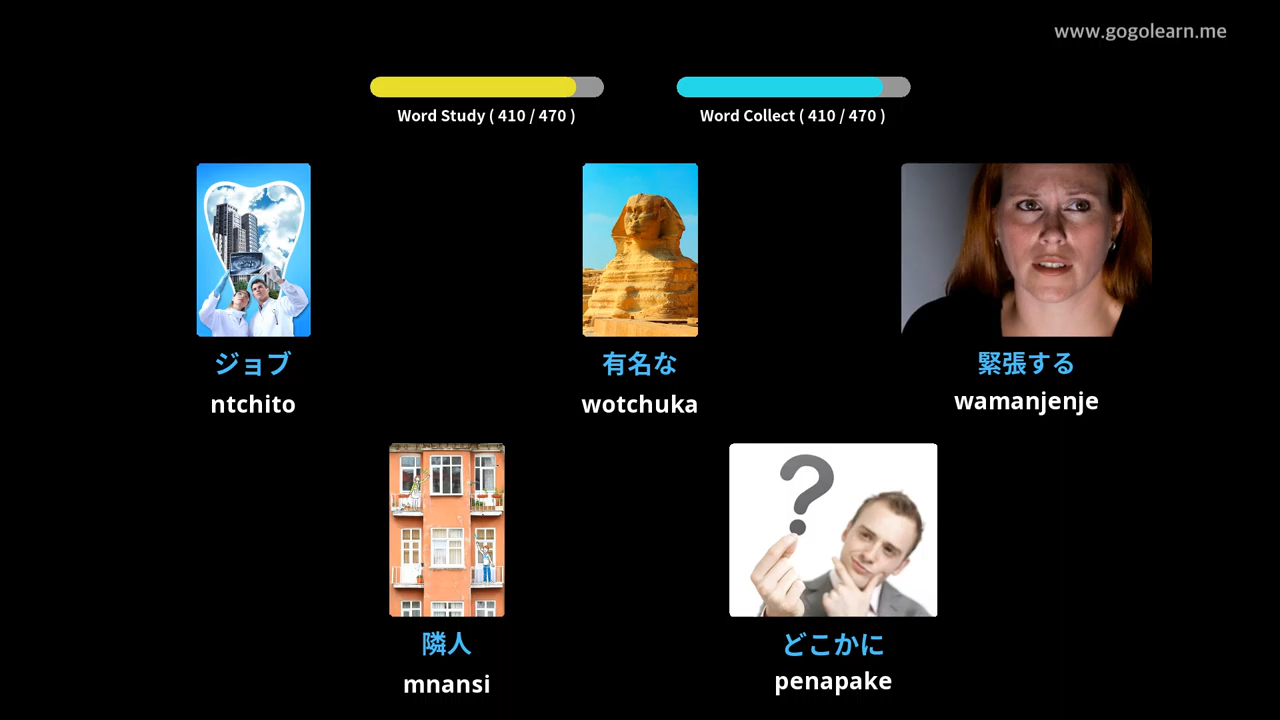 www.gogolearn.me
Word Study ( 410 / 470 )
Word Collect ( 410 / 470 )
ジョブ
ntchito
有名な
wotchuka
緊張する
wamanjenje
隣人
mnansi
どこかに
penapake